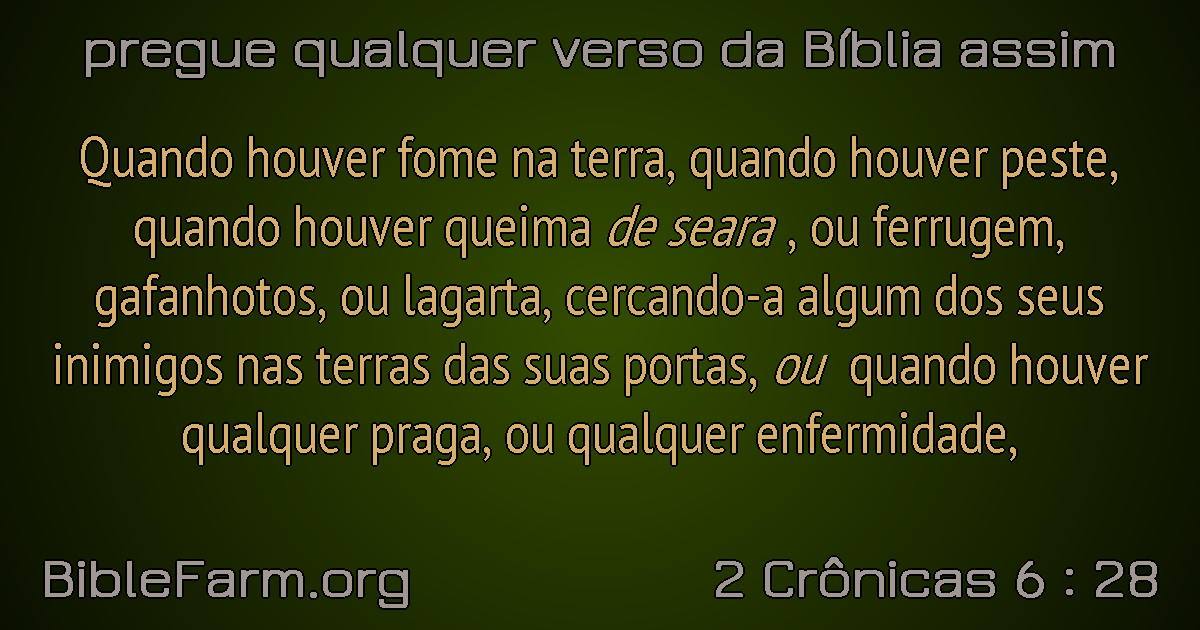 pregue qualquer verso da Bíblia assim
Quando houver fome na terra, quando houver peste,
quando houver queima de seara , ou ferrugem,
gafanhotos, ou lagarta, cercando-a algum dos seus
inimigos nas terras das suas portas, ou quando houver
qualquer praga, ou qualquer enfermidade,
BibleFarm.org
2 Crônicas 6 : 28